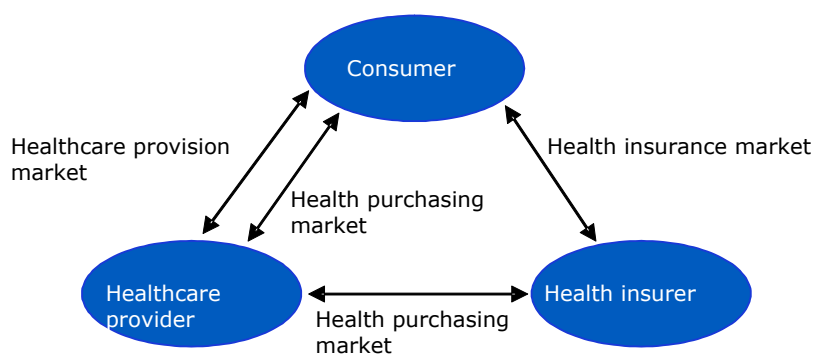 Consumer
Healthcare provision
market
Health insurance market
Health purchasing
market
Healthcare
provider
Health insurer
Health purchasing
market